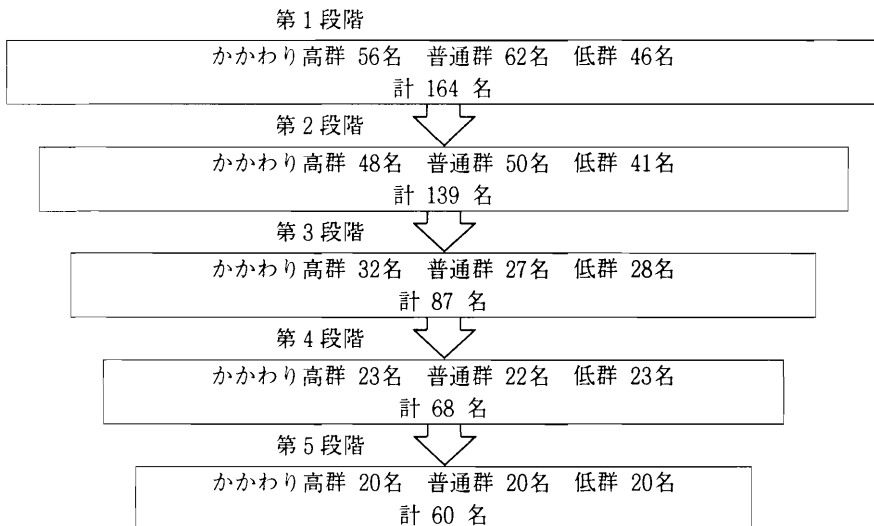 第1段階
かかわり高群 56名 普通群 62名 低群 46名
計 164 名
第2段階
かかわり高群 48名 普通群 50名 低群 41名
計 139 名
第3段階
かかわり高群 32名 普通群 27名 低群 28名
計 87 名
第4段階
かかわり高群 23名 普通群 22名 低群 23名
計 68 名
第5段階
かかわり高群 20名 普通群 20名 低群 20名
計 60 名